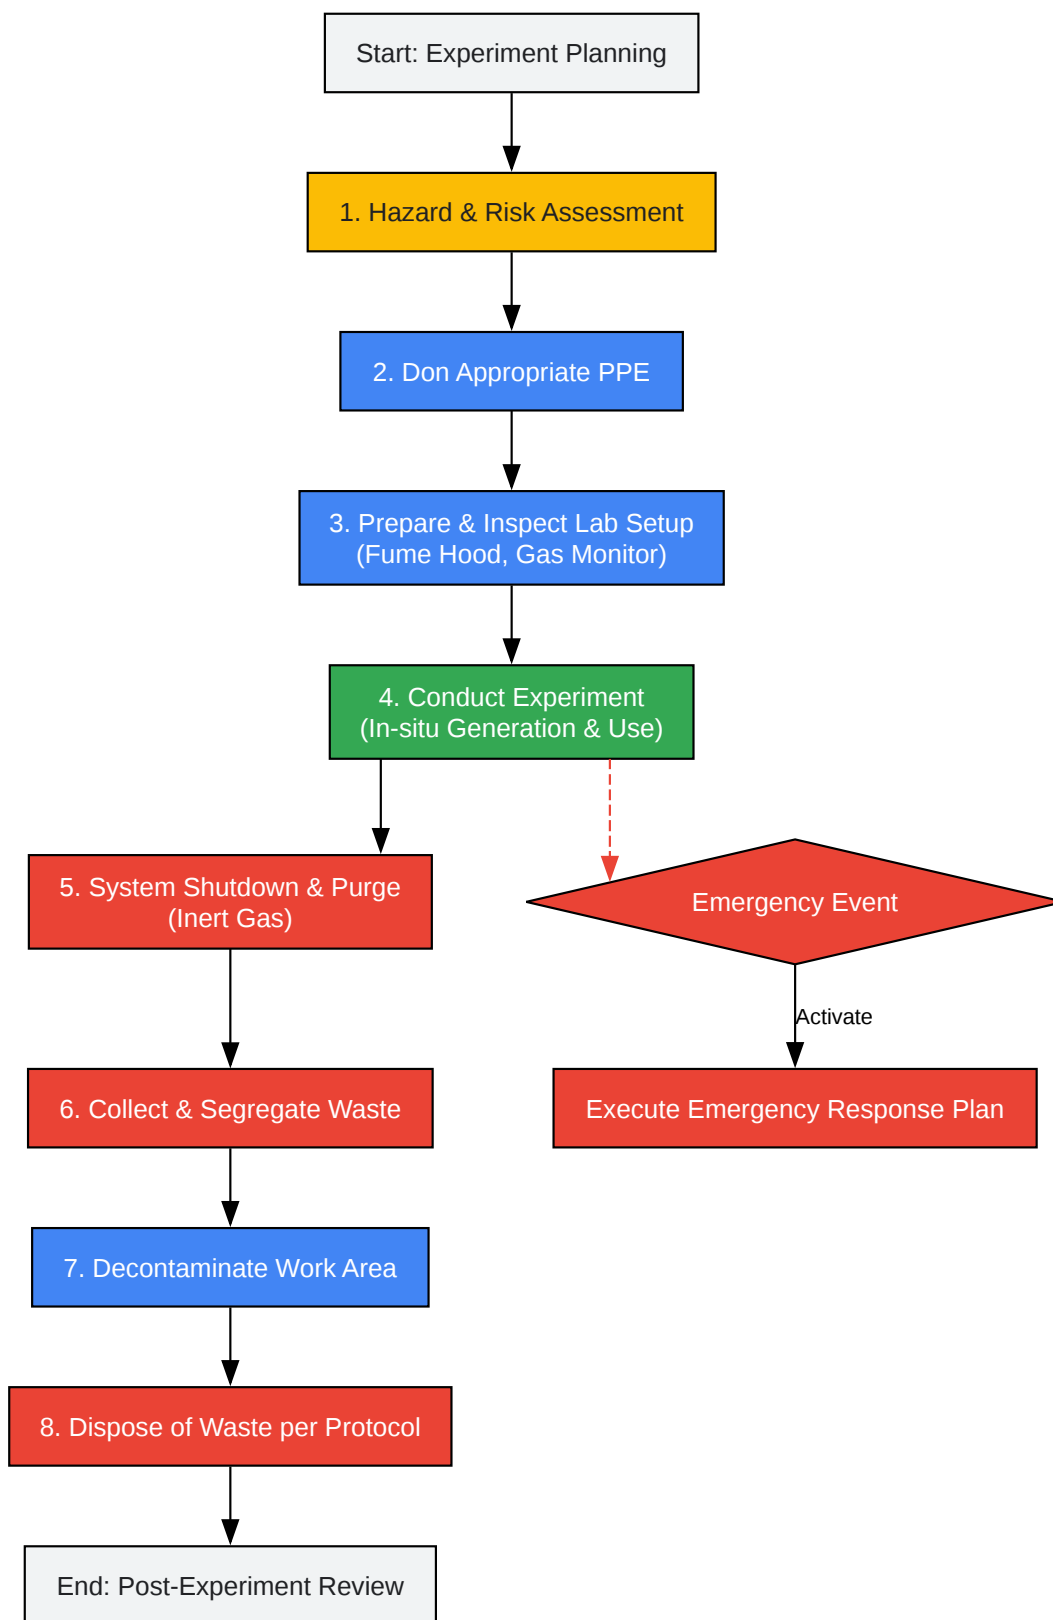 Start: Experiment Planning
1. Hazard & Risk Assessment
2. Don Appropriate PPE
3. Prepare & Inspect Lab Setup
(Fume Hood, Gas Monitor)
4. Conduct Experiment
(In-situ Generation & Use)
5. System Shutdown & Purge
(Inert Gas)
Emergency Event
Activate
6. Collect & Segregate Waste
Execute Emergency Response Plan
7. Decontaminate Work Area
8. Dispose of Waste per Protocol
End: Post-Experiment Review